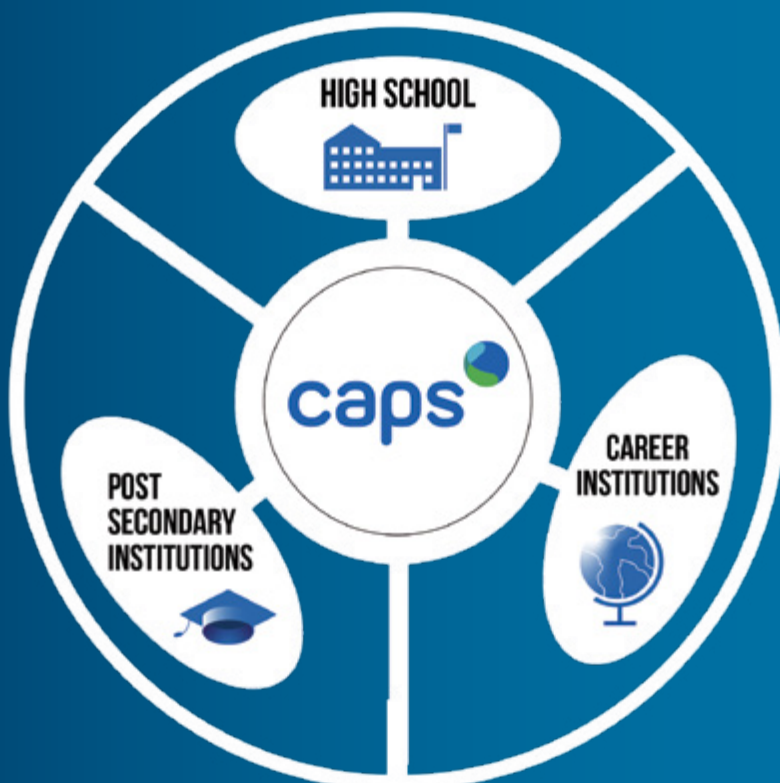 HIGH SCHOOL
caps
POST
SECONDARY
INSTITUTIONS
CAREER
INSTITUTIONS